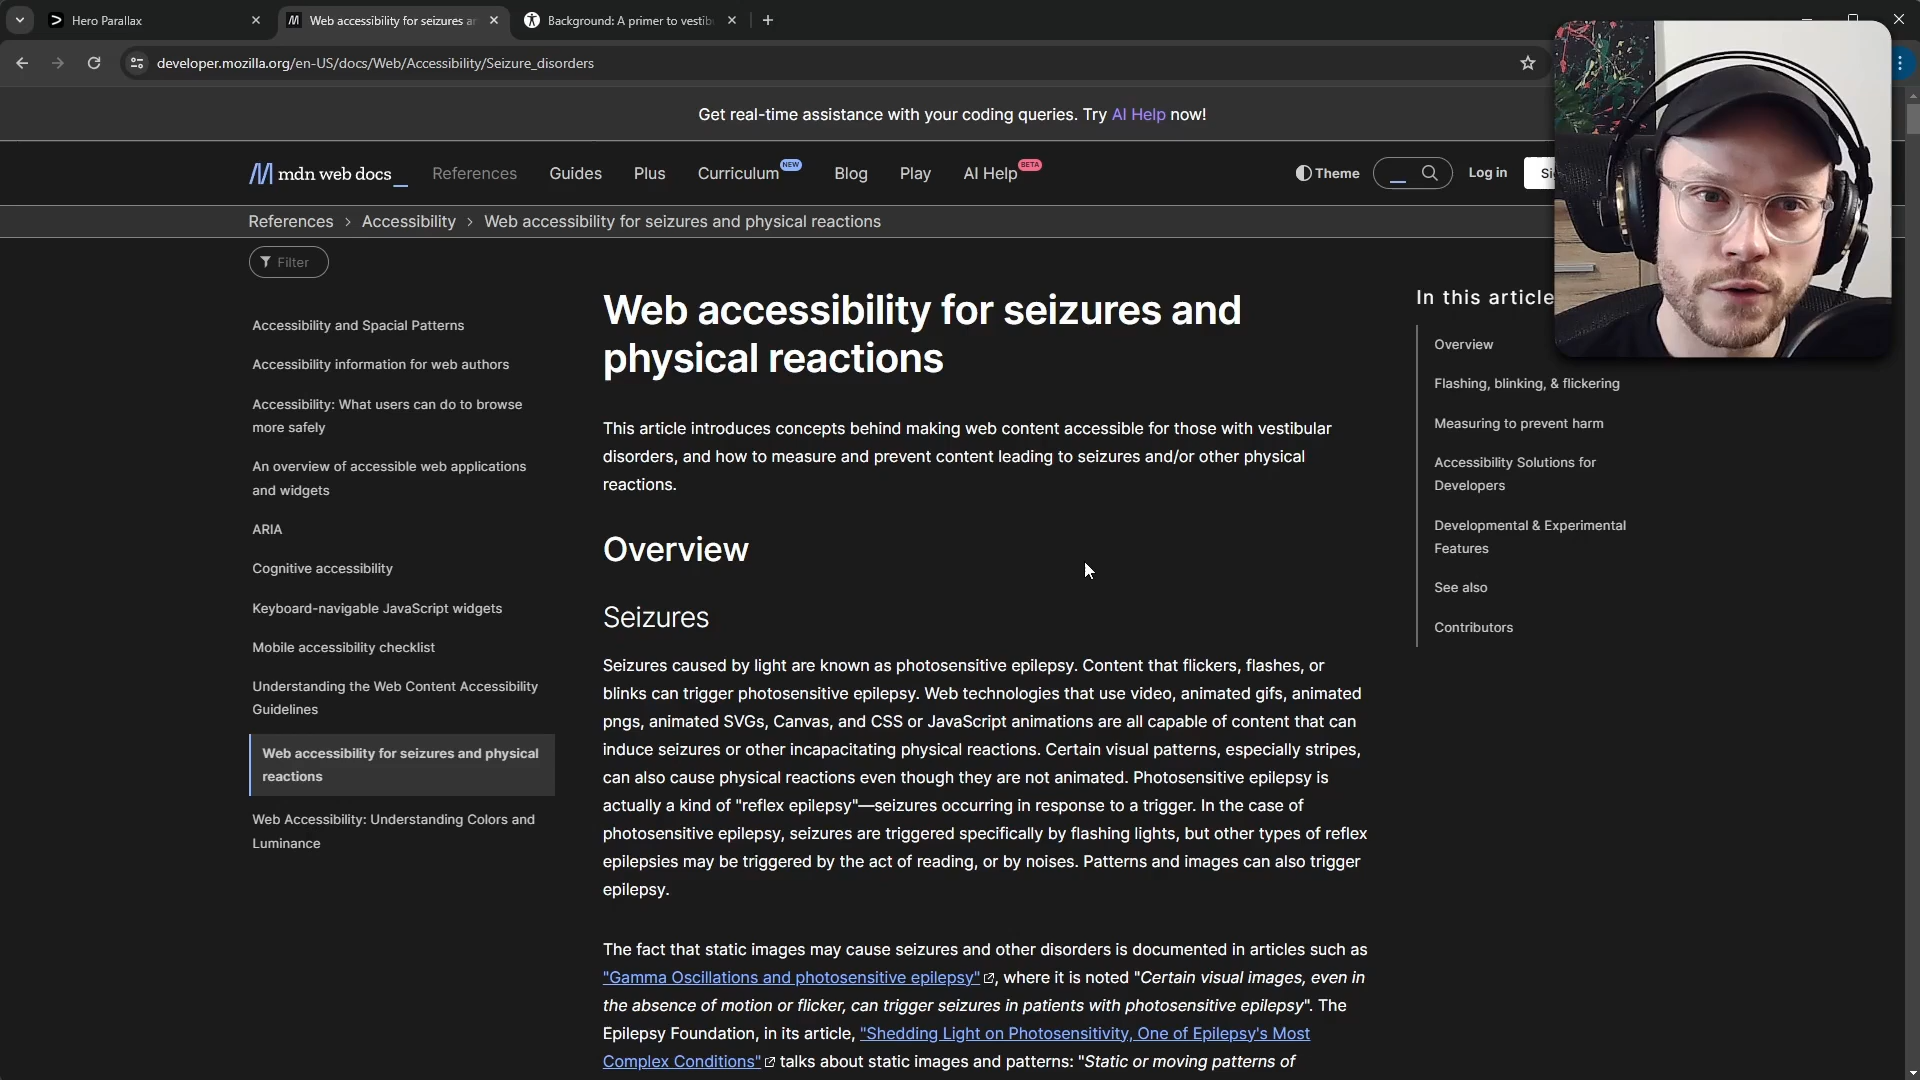 Hero Parallax
Web accessibility for seizures a
Background: A primer to vestib
developer.mozilla.org/en-US/docs/Web/Accessibility/Seizure_disorders
Get real-time assistance with your coding queries. Try AI Help now!
mdn web docs_
References
Guides
Plus
Curriculum NEW
Blog
Play
AI Help BETA
Theme
Log in
Si
References > Accessibility > Web accessibility for seizures and physical reactions
Filter
Accessibility and Spacial Patterns
Accessibility information for web authors
Accessibility: What users can do to browse
more safely
An overview of accessible web applications
and widgets
ARIA
Cognitive accessibility
Keyboard-navigable JavaScript widgets
Mobile accessibility checklist
Understanding the Web Content Accessibility
Guidelines
Web accessibility for seizures and physical
reactions
Web Accessibility: Understanding Colors and
Luminance
Web accessibility for seizures and
physical reactions
This article introduces concepts behind making web content accessible for those with vestibular
disorders, and how to measure and prevent content leading to seizures and/or other physical
reactions.
Overview
Seizures
Seizures caused by light are known as photosensitive epilepsy. Content that flickers, flashes, or
blinks can trigger photosensitive epilepsy. Web technologies that use video, animated gifs, animated
pngs, animated SVGs, Canvas, and CSS or JavaScript animations are all capable of content that can
induce seizures or other incapacitating physical reactions. Certain visual patterns, especially stripes,
can also cause physical reactions even though they are not animated. Photosensitive epilepsy is
actually a kind of "reflex epilepsy"—seizures occurring in response to a trigger. In the case of
photosensitive epilepsy, seizures are triggered specifically by flashing lights, but other types of reflex
epilepsies may be triggered by the act of reading, or by noises. Patterns and images can also trigger
epilepsy.
The fact that static images may cause seizures and other disorders is documented in articles such as
"Gamma Oscillations and photosensitive epilepsy", where it is noted "Certain visual images, even in
the absence of motion or flicker, can trigger seizures in patients with photosensitive epilepsy". The
Epilepsy Foundation, in its article, "Shedding Light on Photosensitivity, One of Epilepsy's Most
Complex Conditions" talks about static images and patterns: "Static or moving patterns of
In this article
Overview
Flashing, blinking, & flickering
Measuring to prevent harm
Accessibility Solutions for
Developers
Developmental & Experimental
Features
See also
Contributors